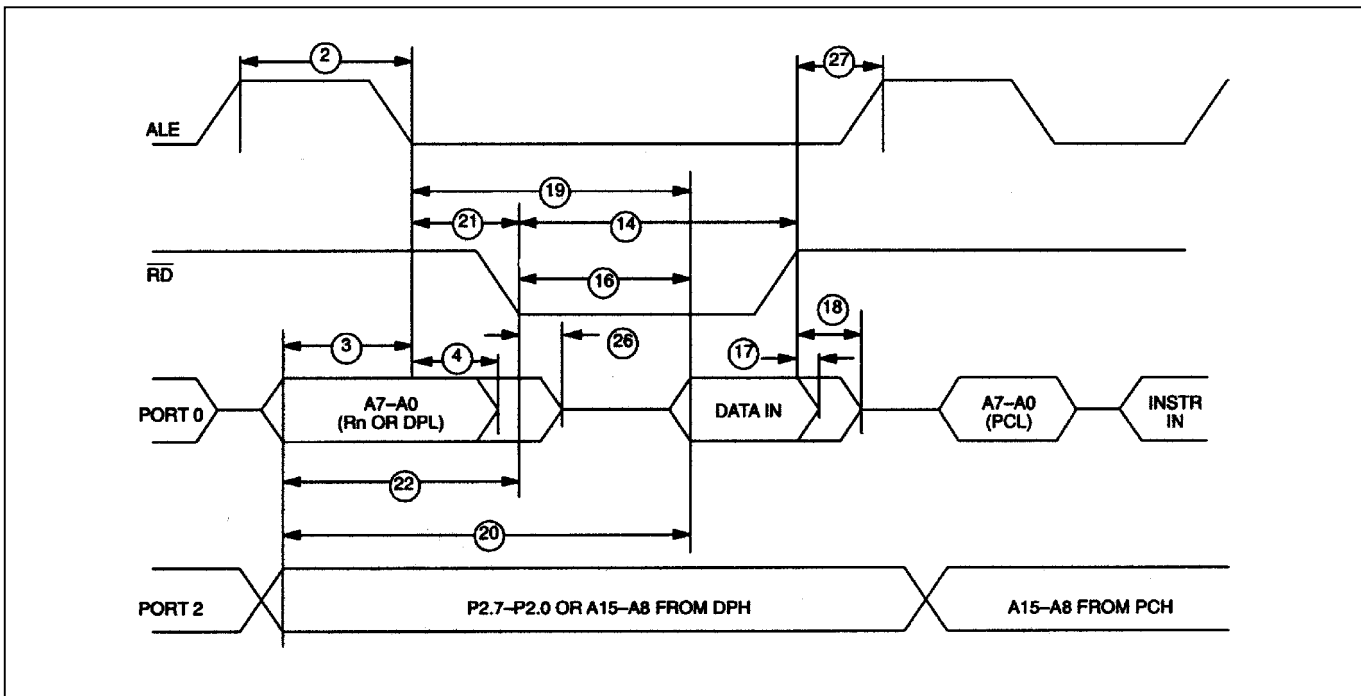 2
27
ALE
19
21
14
RD
16
18
3
4
26
17
PORT 0
A7–A0
(Rn OR DPL)
DATA IN
A7–A0
(PCL)
INSTR
IN
22
20
PORT 2
P2.7–P2.0 OR A15–A8 FROM DPH
A15–A8 FROM PCH